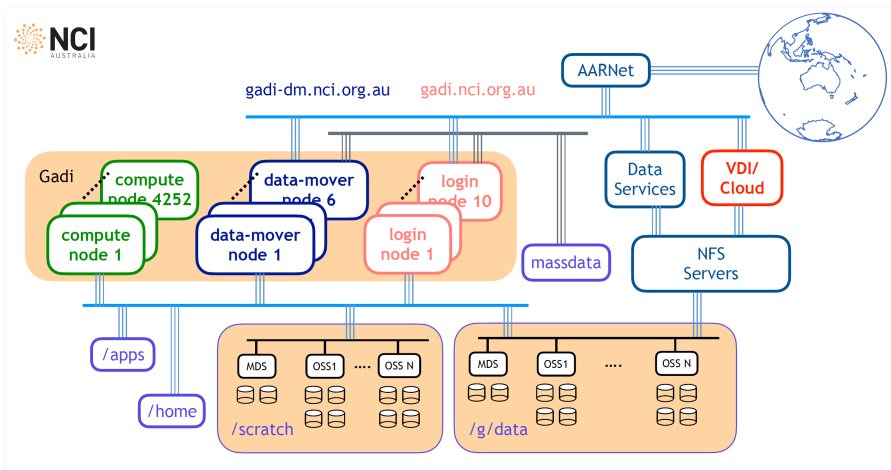 NCI
AUSTRALIA
AARNet
gadi-dm.nci.org.au
gadi.nci.org.au
Gadi
compute
node 4252
data-mover
node 6
login
node 10
Data
Services
VDI/
Cloud
compute
node 1
data-mover
node 1
login
node 1
massdata
NFS
Servers
/apps
/home
MDS
OSS1
....
OSS N
/scratch
MDS
OSS1
....
OSS N
/g/data